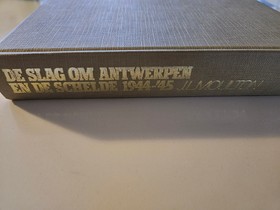 DE SLAG OM ANTWERPEN
EN DE SCHELDE 1944-'45 J.L. MOULTON